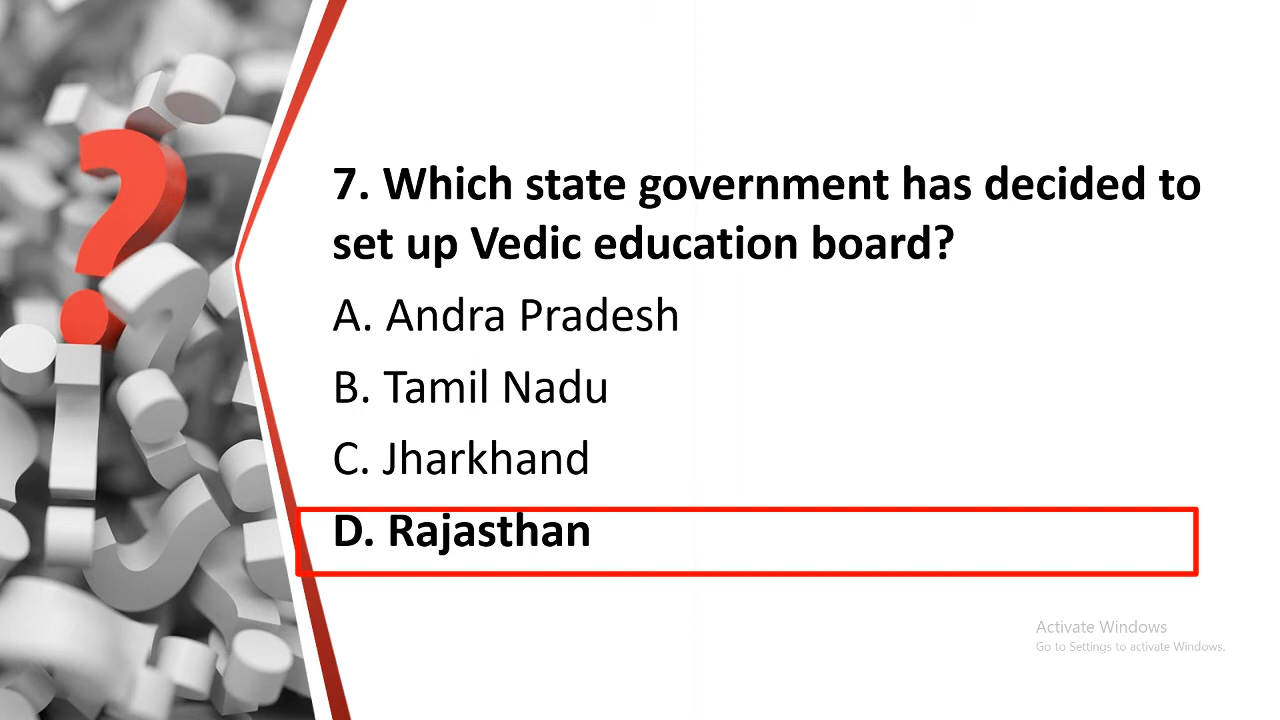 7. Which state government has decided to
set up Vedic education board?
A. Andra Pradesh
B. Tamil Nadu
C. Jharkhand
D. Rajasthan
Activate Windows
Go to Settings to activate Windows.